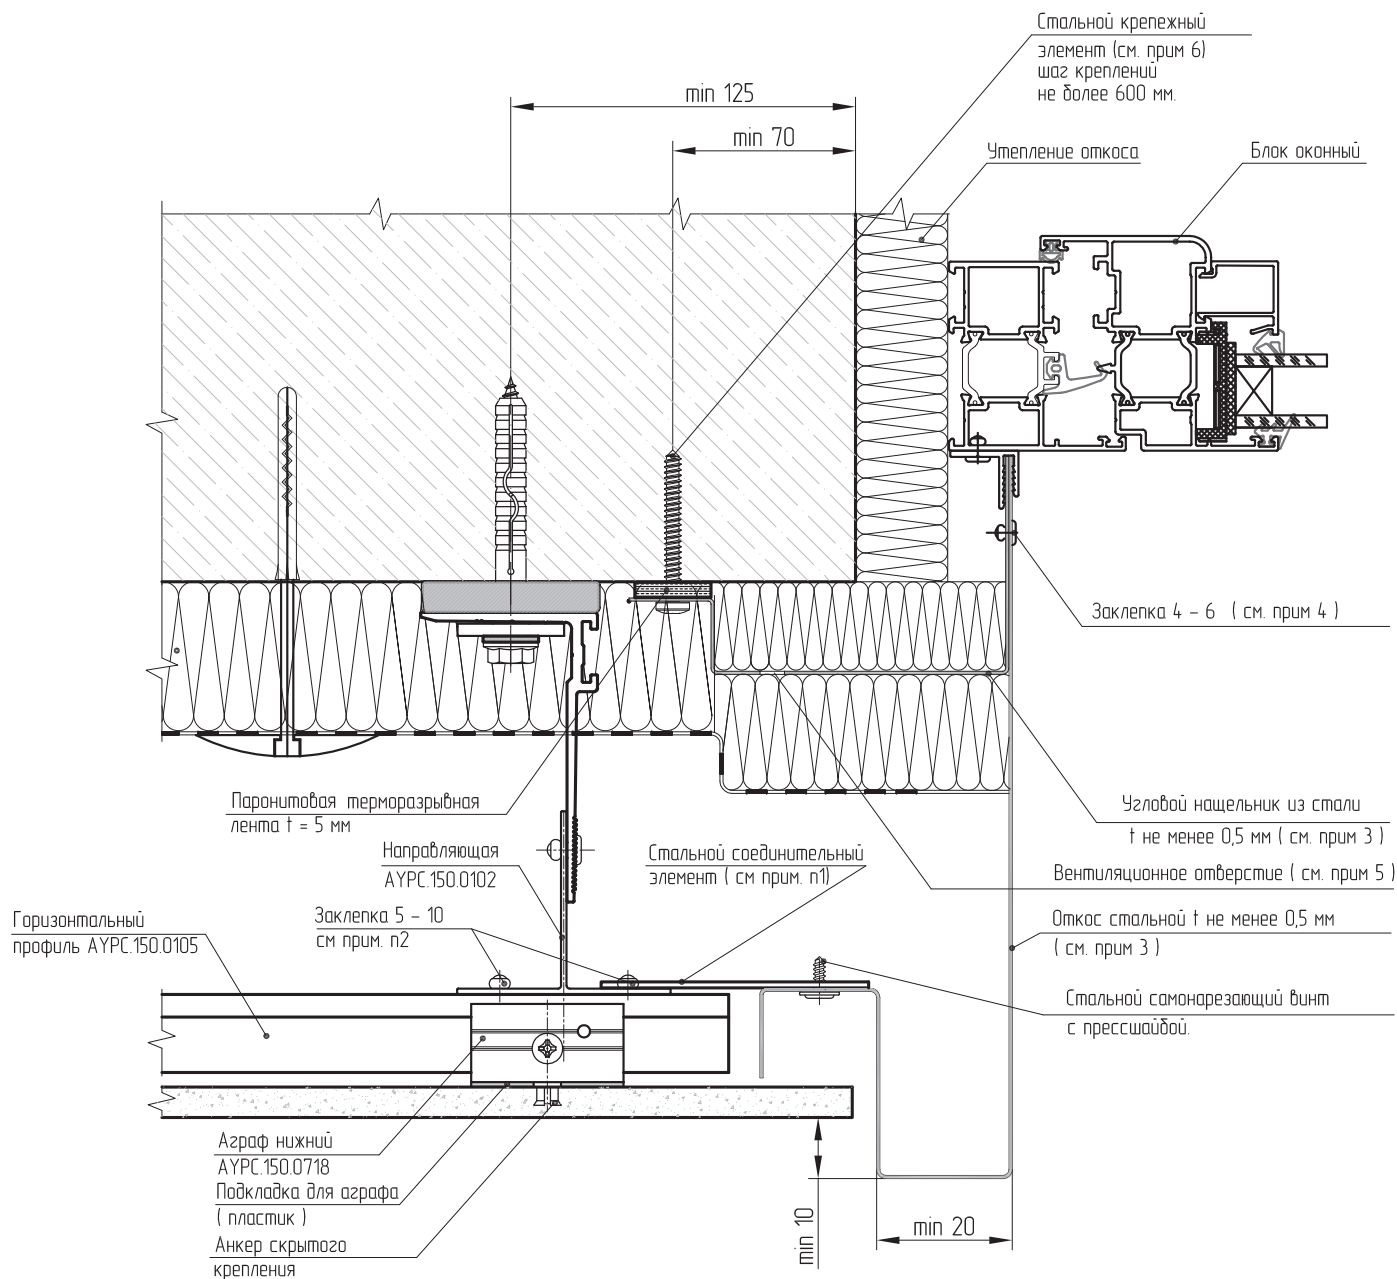 Стальной крепежный
элемент (см. прим 6)
шаг креплений
не более 600 мм.
min 125
min 70
Утепление откоса
Блок оконный
Заклепка 4 - 6 ( см. прим 4 )
Паронитовая терморазрывная
лента t = 5 мм
Угловой нащельник из стали
t не менее 0,5 мм ( см. прим 3 )
Направляющая
AYPC.150.0102
Стальной соединительный
элемент ( см прим. п1)
Вентиляционное отверстие ( см. прим 5 )
Горизонтальный
профиль AYPC.150.0105
Заклепка 5 - 10
см прим. п2
Откос стальной t не менее 0,5 мм
( см. прим 3 )
Стальной самонарезающий винт
с прессшайбой.
Аграф нижний
AYPC.150.0718
Подкладка для аграфа
( пластик )
Анкер скрытого
крепления
min 10
min 20